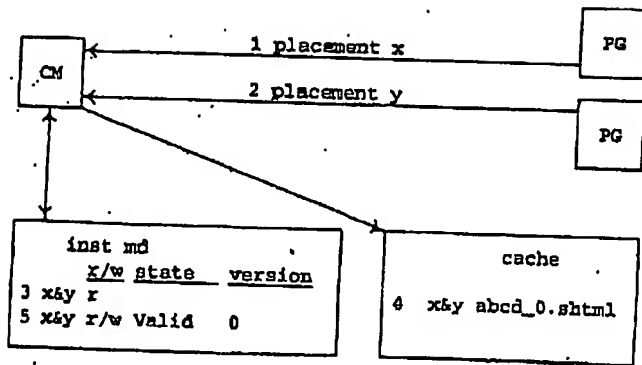 1 placement x
PG
CM
2 placement y
PG
inst md
r/w state version
3 x&y r
5 x&y r/w Valid 0
cache
4 x&y abcd_0.shtml